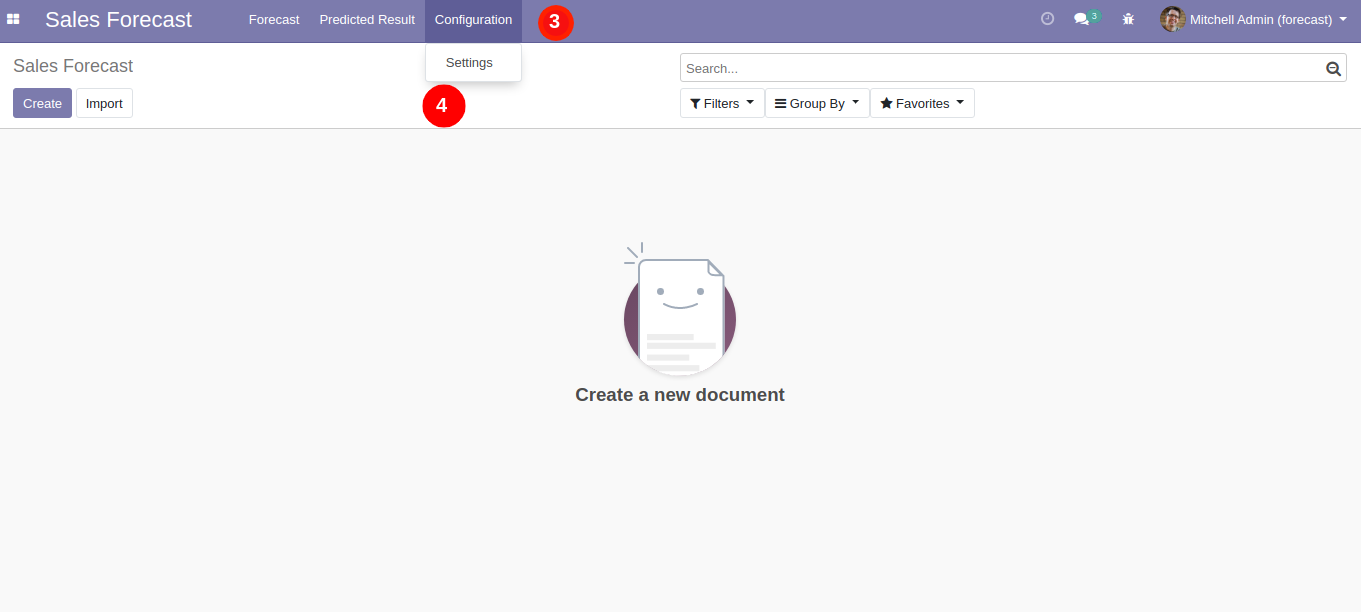 Sales Forecast Forecast Predicted Result Configuration 3 3 Mitchell Admin (forecast)
Sales Forecast Settings Search...
Create Import 4 Filters Group By Favorites
Create a new document